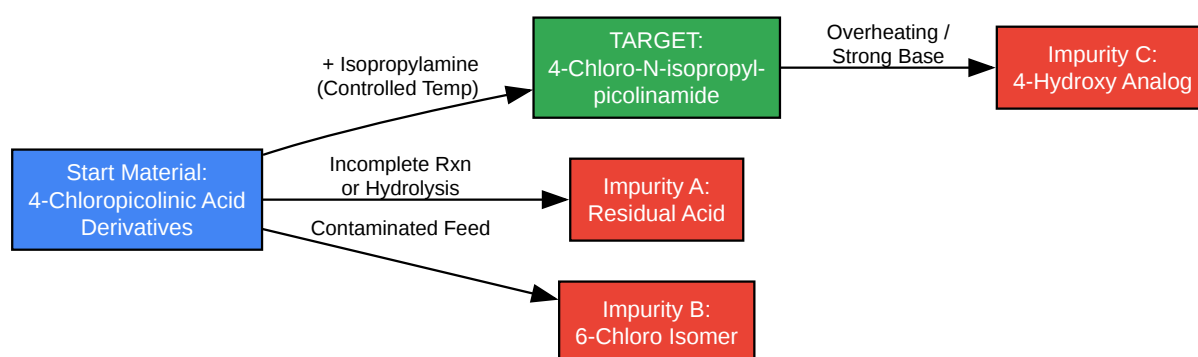 + Isopropylamine
(Controlled Temp)
TARGET:
4-Chloro-N-isopropyl-
picolinamide
Overheating /
Strong Base
Impurity C:
4-Hydroxy Analog
Start Material:
4-Chloropicolinic Acid
Derivatives
Incomplete Rxn
or Hydrolysis
Impurity A:
Residual Acid
Contaminated Feed
Impurity B:
6-Chloro Isomer